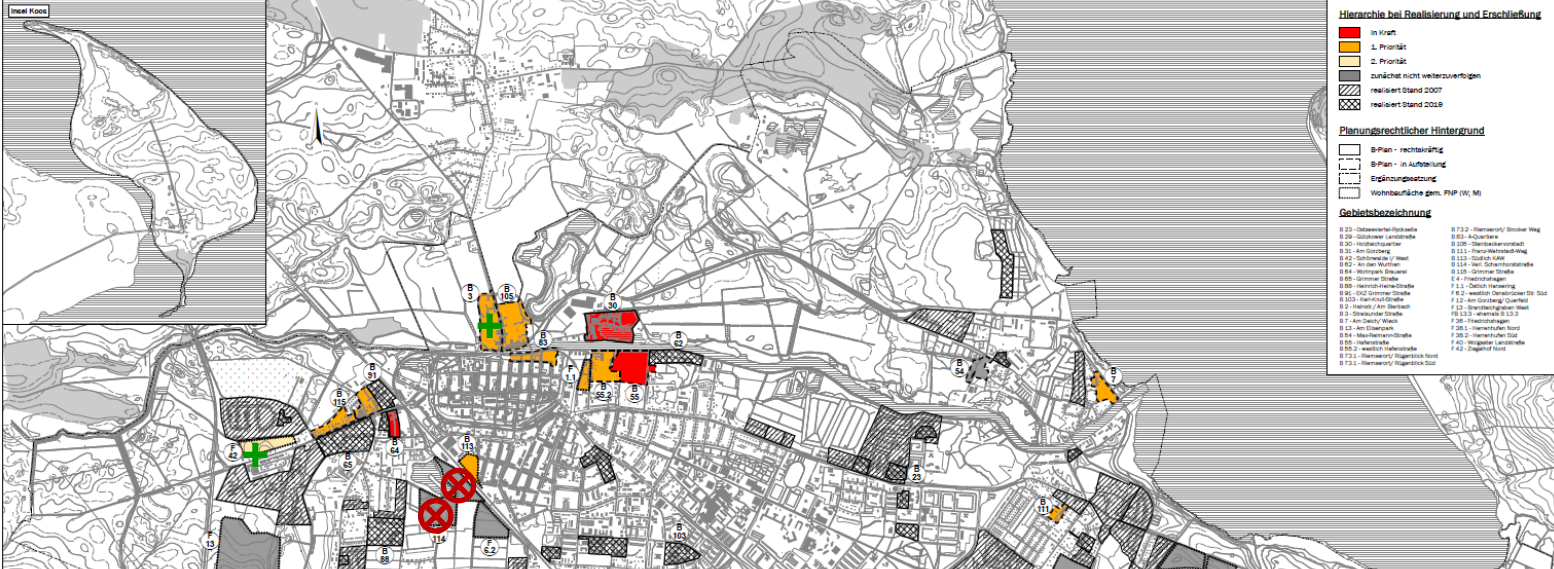 Insel Koos
Hierarchie bei Realisierung und Erschließung
in Kraft
1. Priorität
2. Priorität
zunächst nicht weiterzuverfolgen
realisiert Stand 2007
realisiert Stand 2019
Planungsrechtlicher Hintergrund
B-Plan - rechtskräftig
B-Plan - in Aufstellung
Ergänzungssatzung
Wohnbaufläche gem. FNP (W, M)
Gebietsbezeichnung
B 23 - Ostseeviertel-Ryckseite
B 29 - Gützkower Landstraße
B 30 - Holzteichquartier
B 31 - Am Gorzberg
B 42 - Schönwalde I/ West
B 62 - An den Wurthen
B 64 - Wohnpark Brauerei
B 65 - Grimmer Straße
B 88 - Heinrich-Heine-Straße
B 91 - EKZ Grimmer Straße
B 103 - Karl-Krull-Straße
B 3 - Stralsunder Straße
B 7 - Am Deich/ Wieck
B 13 - Am Elisenpark
B 54 - Max-Reimann-Straße
B 55 - Hafenstraße
B 55.2 - westlich Hafenstraße
B 73.1 - Riemserort/ Rügenblick Nord
B 73.1 - Riemserort/ Rügenblick Süd
B 73.2 - Riemserort/ Brooker Weg
B 83 - A-Quartiere
B 105 - Steinbeckervorstadt
B 111 - Franz-Wehrstedt-Weg
B 113 - Südlich KAW
B 114 - Verl. Scharnhorststraße
B 115 - Grimmer Straße
E 4 - Friedrichshagen
F 1.1 - Östlich Hansering
F 6.2 - westlich Osnabrücker Str. Süd
F 12 - Am Gorzberg/ Querfeld
F 13 - Brandteichgraben West
FB 13.3 - ehemals B 13.3
F 36 - Friedrichshagen
F 38.1 - Herrenhufen Nord
F 38.2 - Herrenhufen Süd
F 40 - Wolgaster Landstraße
F 42 - Ziegelhof Nord
B
3
B
105
B
30
B
83
B
62
F
1.1
B
55.2
B
55
B
54
B
7
B
91
B
115
B
64
B
65
F
42
B
113
B
23
B
111
114
F
6.2
B
103
B
88
F
13